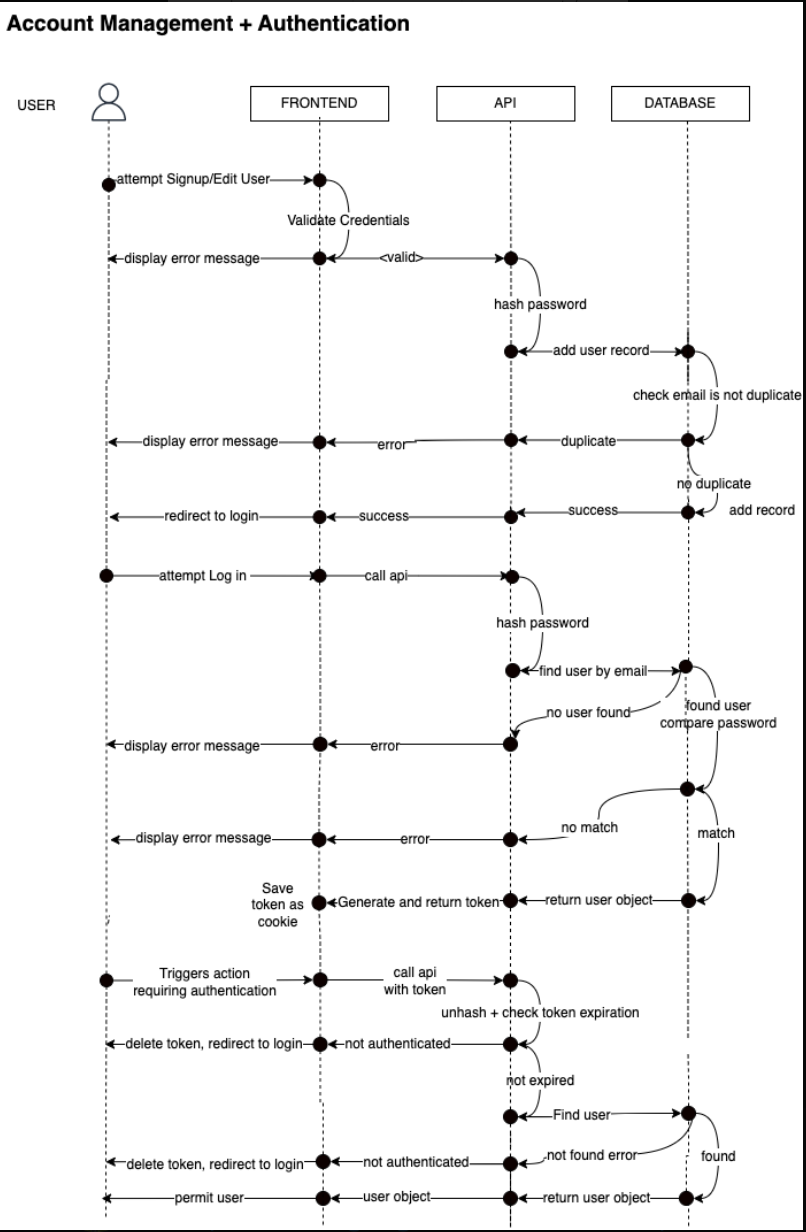 Account Management + Authentication
USER
FRONTEND
API
DATABASE
attempt Signup/Edit User
Validate Credentials
display error message
<valid>
hash password
add user record
check email is not duplicate
display error message
error
duplicate
no duplicate
redirect to login
success
success
add record
attempt Log in
call api
hash password
find user by email
no user found
found user
compare password
display error message
error
no match
match
display error message
error
Save
token as
cookie
Generate and return token
return user object
Triggers action
requiring authentication
call api
with token
unhash + check token expiration
delete token, redirect to login
not authenticated
not expired
Find user
not found error
found
delete token, redirect to login
not authenticated
permit user
user object
return user object